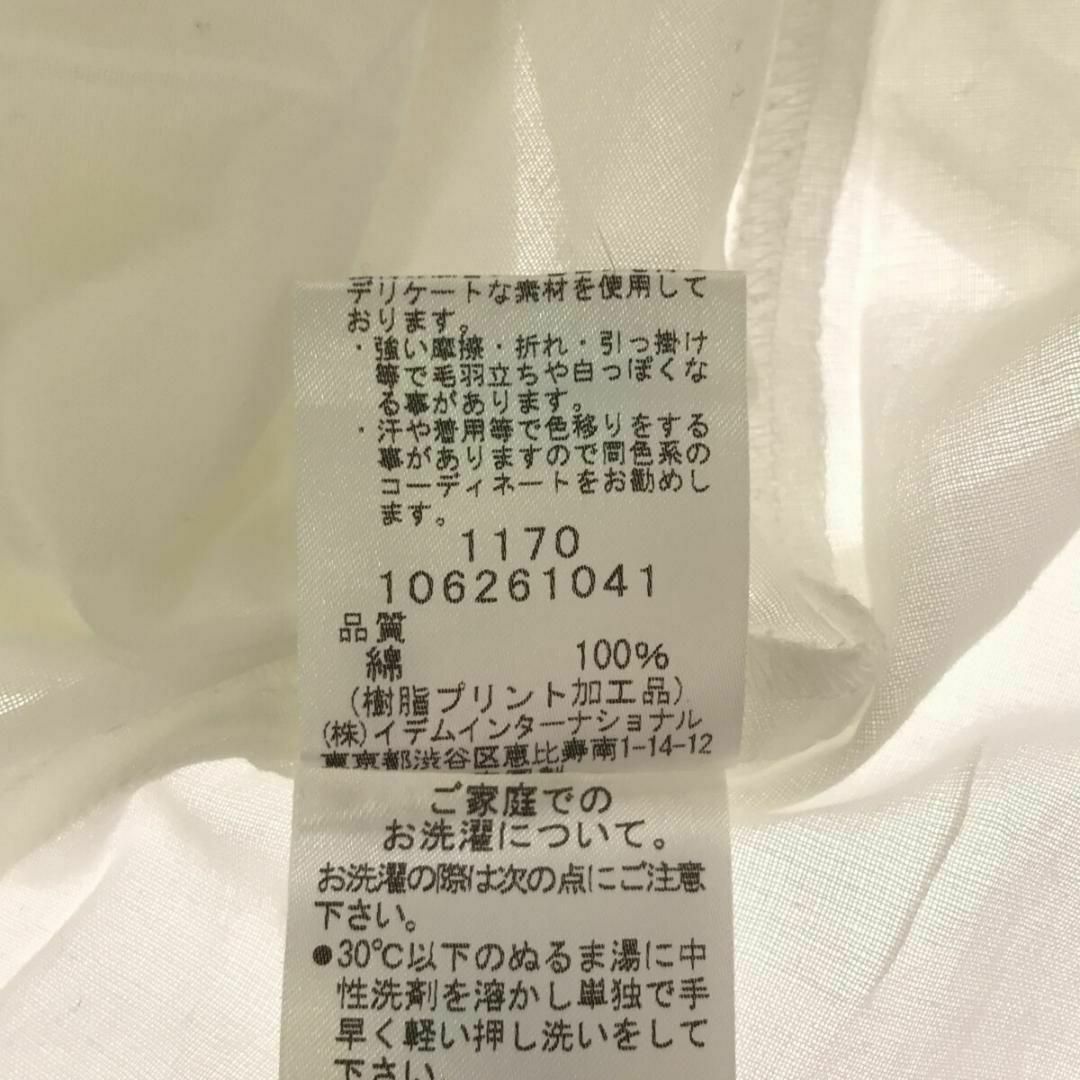 デリケートな素材を使用して
おります。
・強い摩擦・折れ・引っ掛け
等で毛羽立ちや白っぽくな
る事があります。
・汗や着用等で色移りをする
事がありますので同色系の
コーディネートをお勧めし
ます。
1170
106261041
品質
綿 100%
(樹脂プリント加工品)
(株)イデムインターナショナル
東京都渋谷区恵比寿南1-14-12
ご家庭での
お洗濯について。
お洗濯の際は次の点にご注意
下さい。
●30℃以下のぬるま湯に中
性洗剤を溶かし単独で手
早く軽い押し洗いをして
下さい。